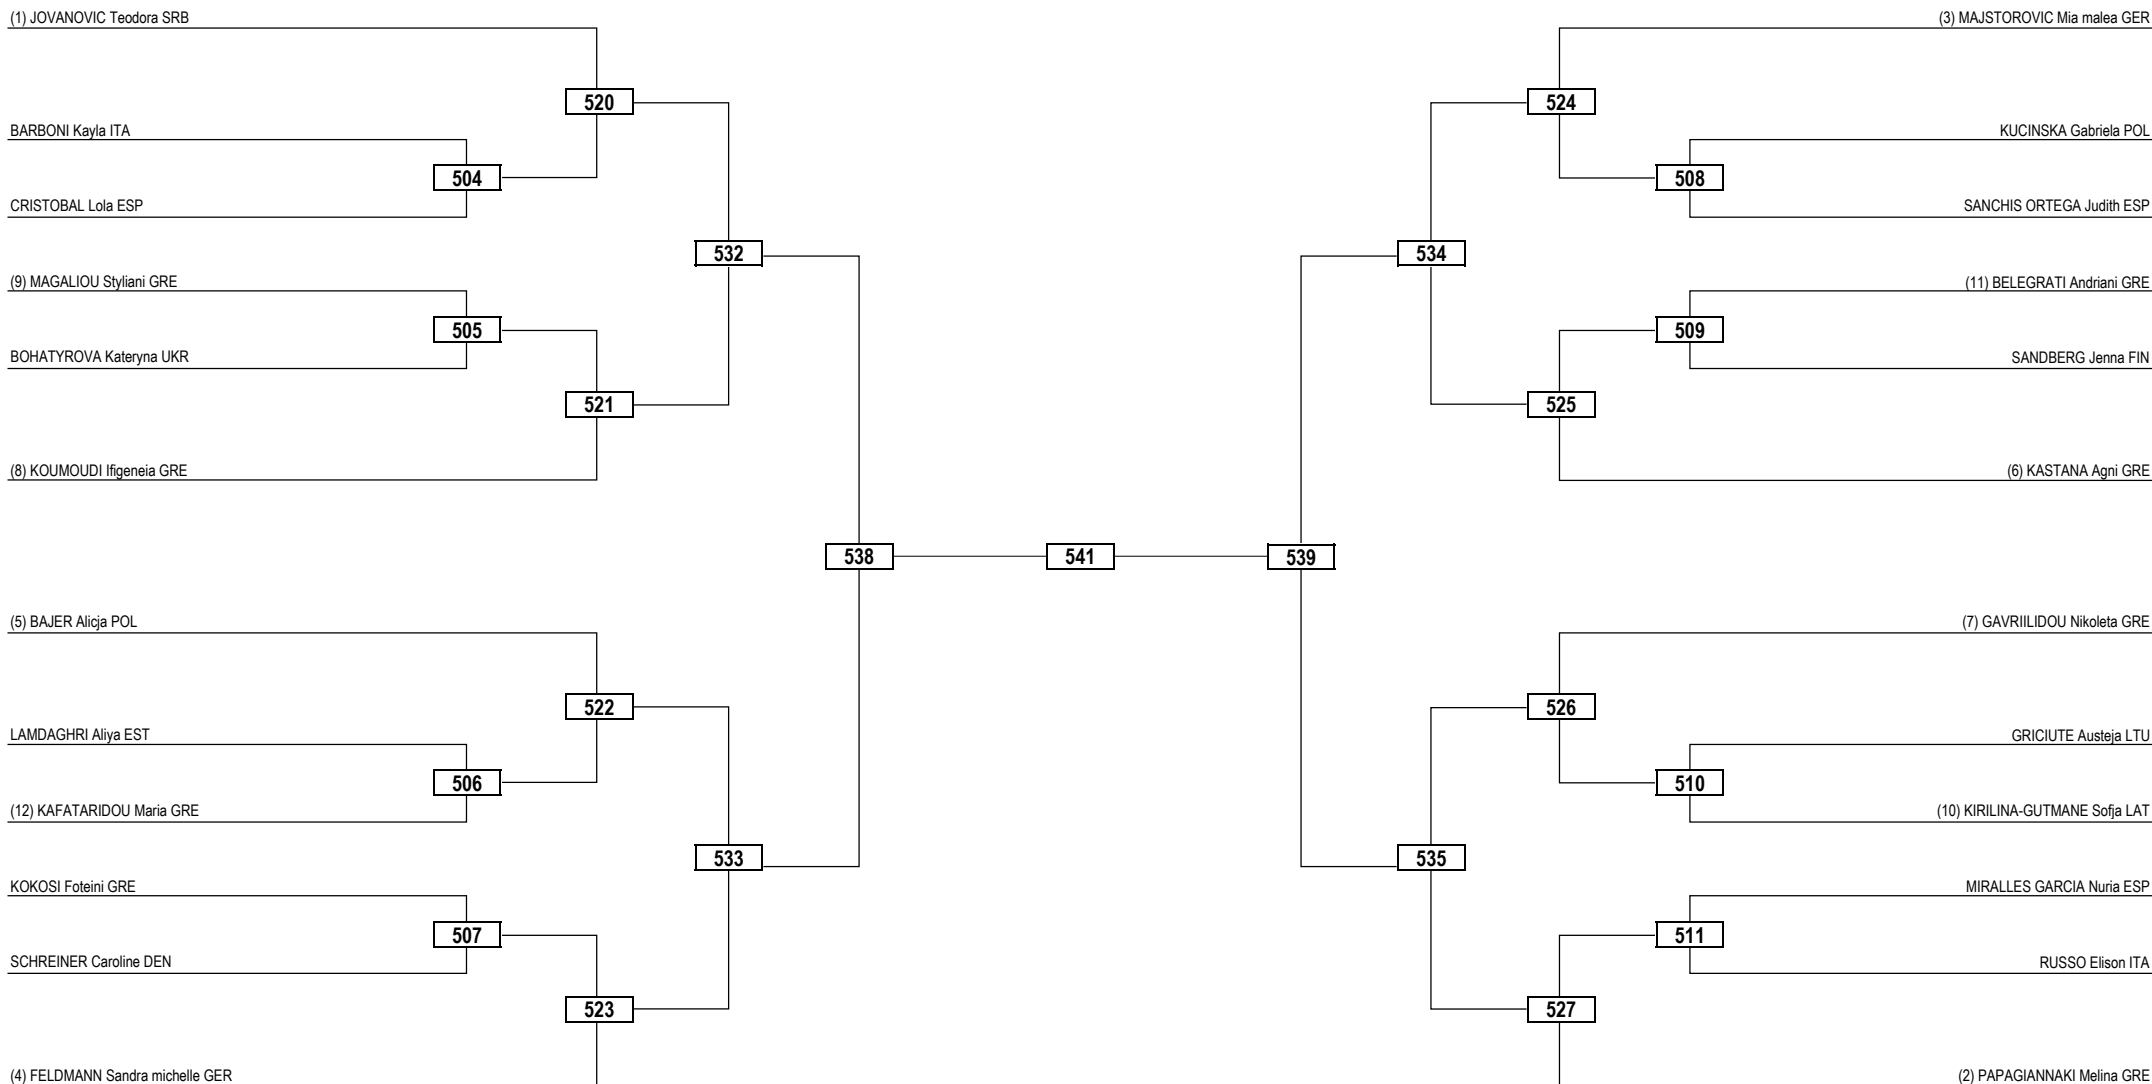 (1) JOVANOVIC Teodora SRB
BARBONI Kayla ITA
CRISTOBAL Lola ESP
(9) MAGALIOU Styliani GRE
BOHATYROVA Kateryna UKR
(8) KOUMOUDI Ifigeneia GRE
(5) BAJER Alicja POL
LAMDAGHRI Aliya EST
(12) KAFATARIDOU Maria GRE
KOKOSI Foteini GRE
SCHREINER Caroline DEN
(4) FELDMANN Sandra michelle GER
504
505
506
507
520
521
522
523
532
533
538
541
539
534
535
524
525
526
527
508
509
510
511
(3) MAJSTOROVIC Mia malea GER
KUCINSKA Gabriela POL
SANCHIS ORTEGA Judith ESP
(11) BELEGRATI Andriani GRE
SANDBERG Jenna FIN
(6) KASTANA Agni GRE
(7) GAVRIILIDOU Nikoleta GRE
GRICIUTE Austeja LTU
(10) KIRILINA-GUTMANE Sofja LAT
MIRALLES GARCIA Nuria ESP
RUSSO Elison ITA
(2) PAPAGIANNAKI Melina GRE